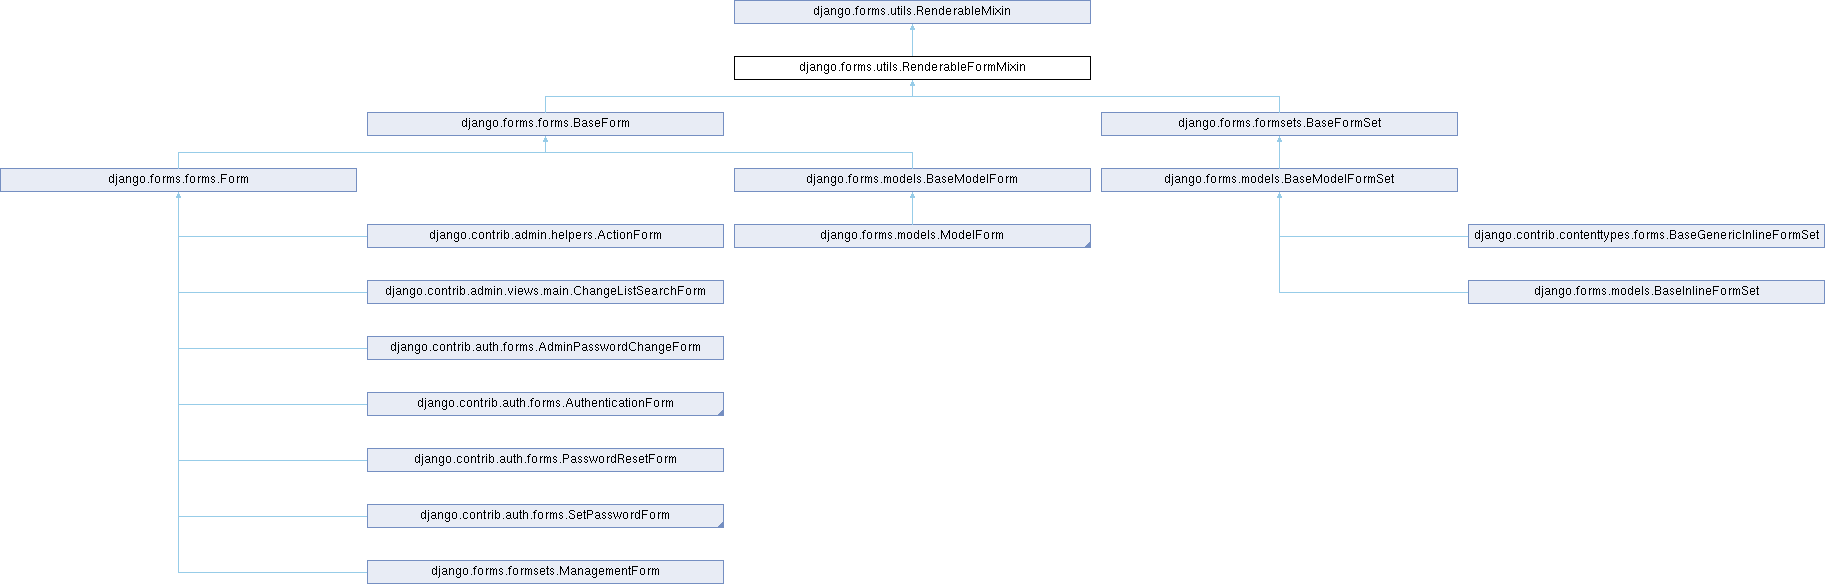 django.forms.utils.RenderableMixin
django.forms.utils.RenderableFormMixin
django.forms.forms.BaseForm
django.forms.formsets.BaseFormSet
django.forms.forms.Form
django.forms.models.BaseModelForm
django.forms.models.BaseModelFormSet
django.contrib.admin.helpers.ActionForm
django.forms.models.ModelForm
django.contrib.contenttypes.forms.BaseGenericInlineFormSet
django.contrib.admin.views.main.ChangeListSearchForm
django.forms.models.BaseInlineFormSet
django.contrib.auth.forms.AdminPasswordChangeForm
django.contrib.auth.forms.AuthenticationForm
django.contrib.auth.forms.PasswordResetForm
django.contrib.auth.forms.SetPasswordForm
django.forms.formsets.ManagementForm